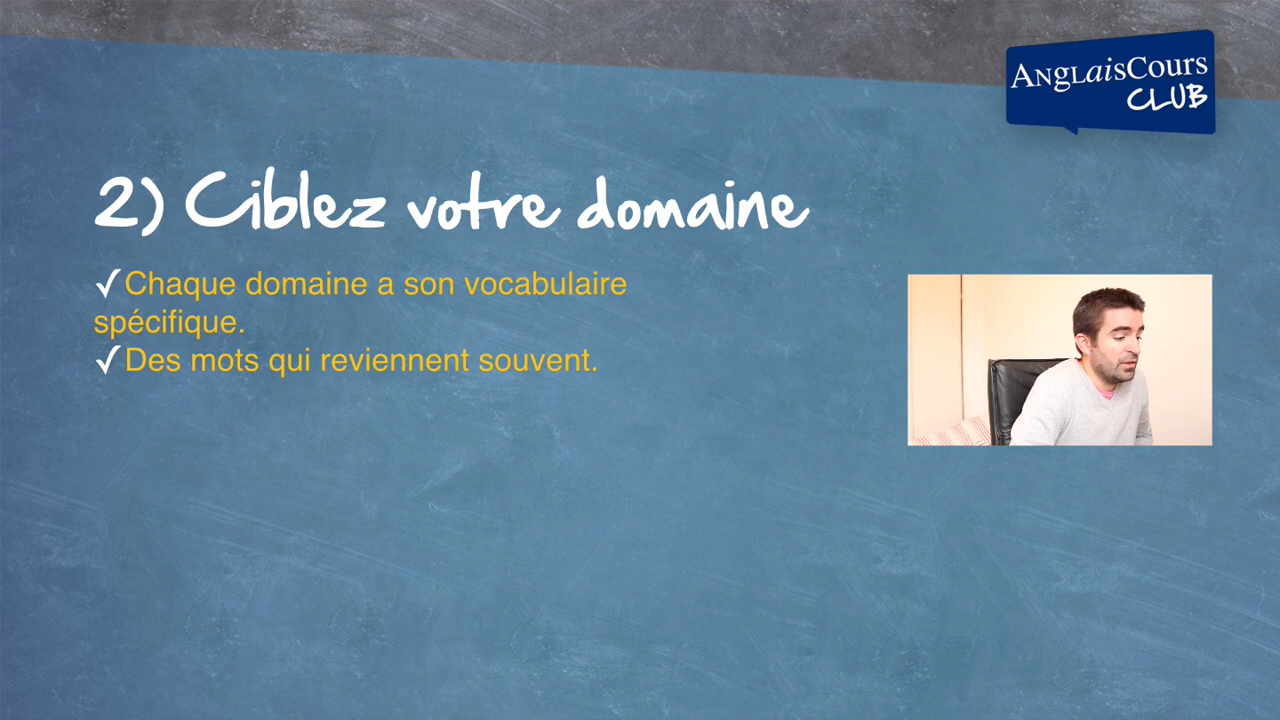 AnglaisCours
CLUB
2) Ciblez votre domaine
✓Chaque domaine a son vocabulaire
spécifique.
✓Des mots qui reviennent souvent.